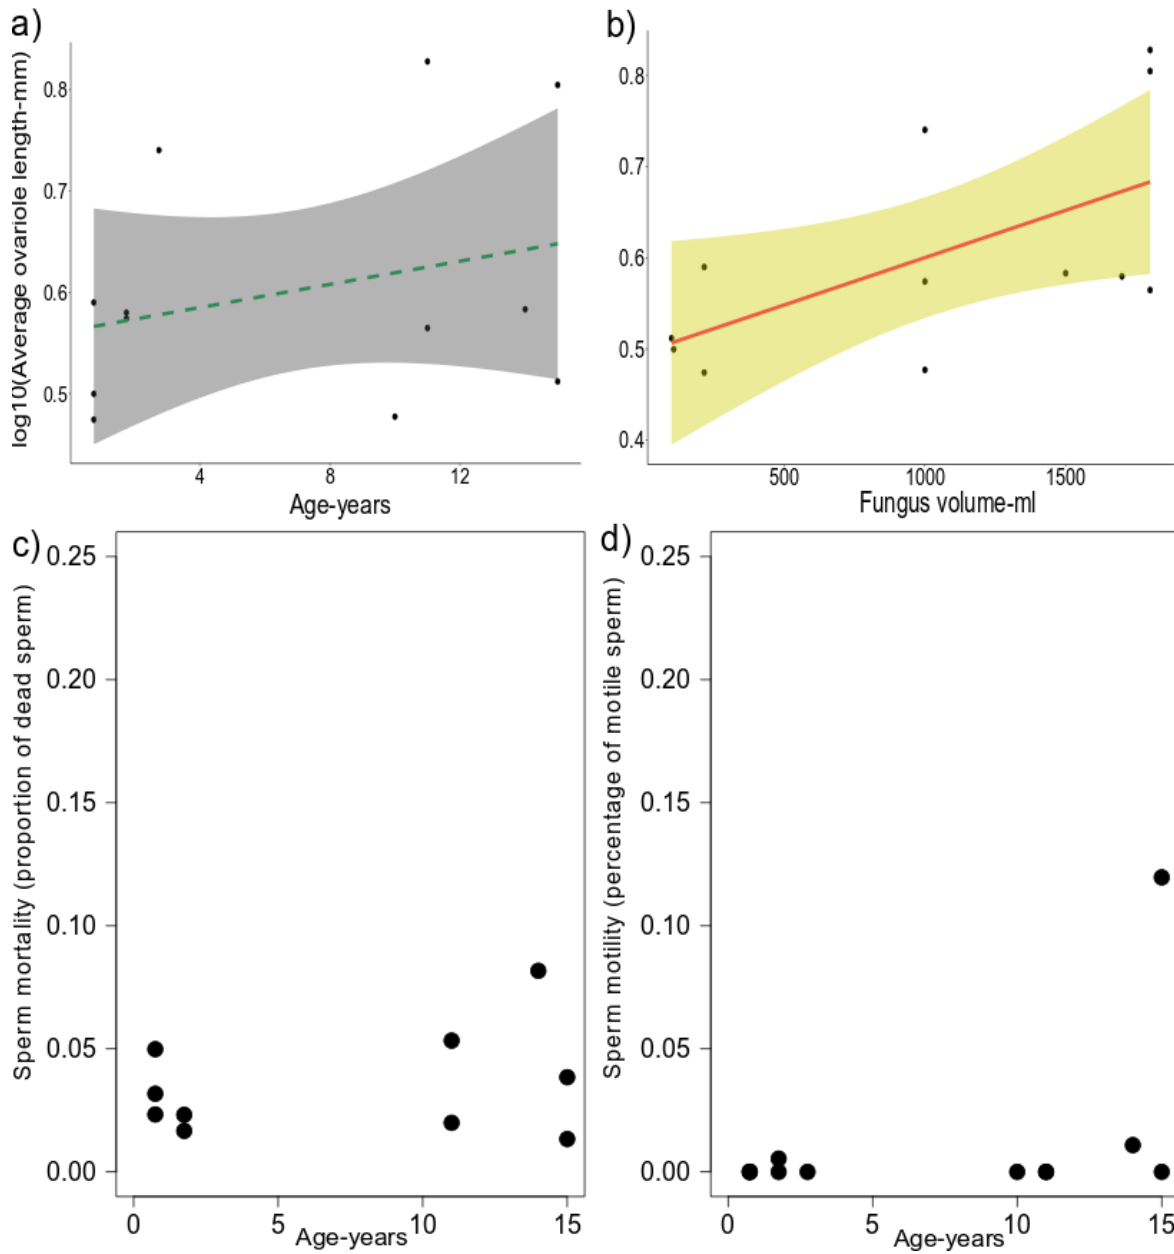 a)
log10(Average ovariole length-mm)
0.8
0.7
0.6
0.5
4 8 12
Age-years
b)
0.8
0.7
0.6
0.5
0.4
500 1000 1500
Fungus volume-ml
c)
Sperm mortality (proportion of dead sperm)
0.25
0.20
0.15
0.10
0.05
0.00
0 5 10 15
Age-years
d)
Sperm motility (percentage of motile sperm)
0.25
0.20
0.15
0.10
0.05
0.00
0 5 10 15
Age-years